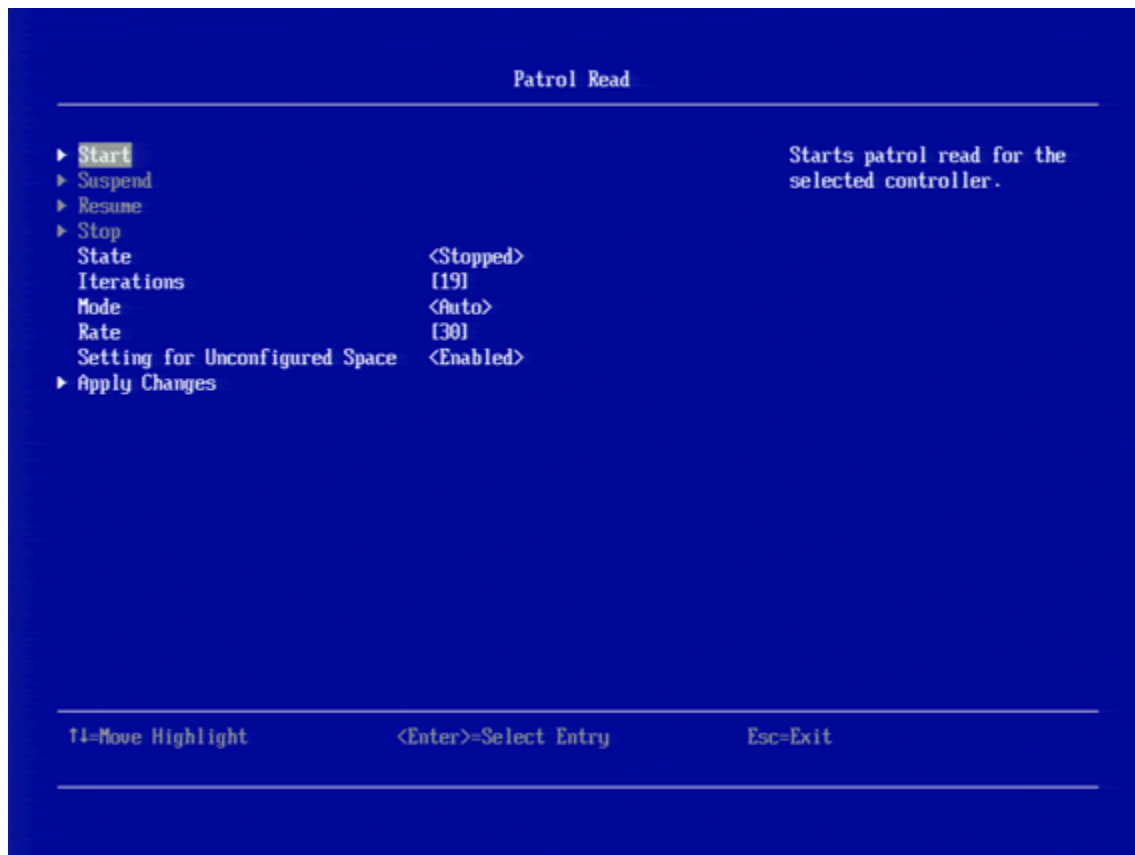 Patrol Read
▶ Start
▶ Suspend
▶ Resume
▶ Stop
State <Stopped>
Iterations [19]
Mode <Auto>
Rate [30]
Setting for Unconfigured Space <Enabled>
▶ Apply Changes
Starts patrol read for the
selected controller.
↑↓=Move Highlight <Enter>=Select Entry Esc=Exit